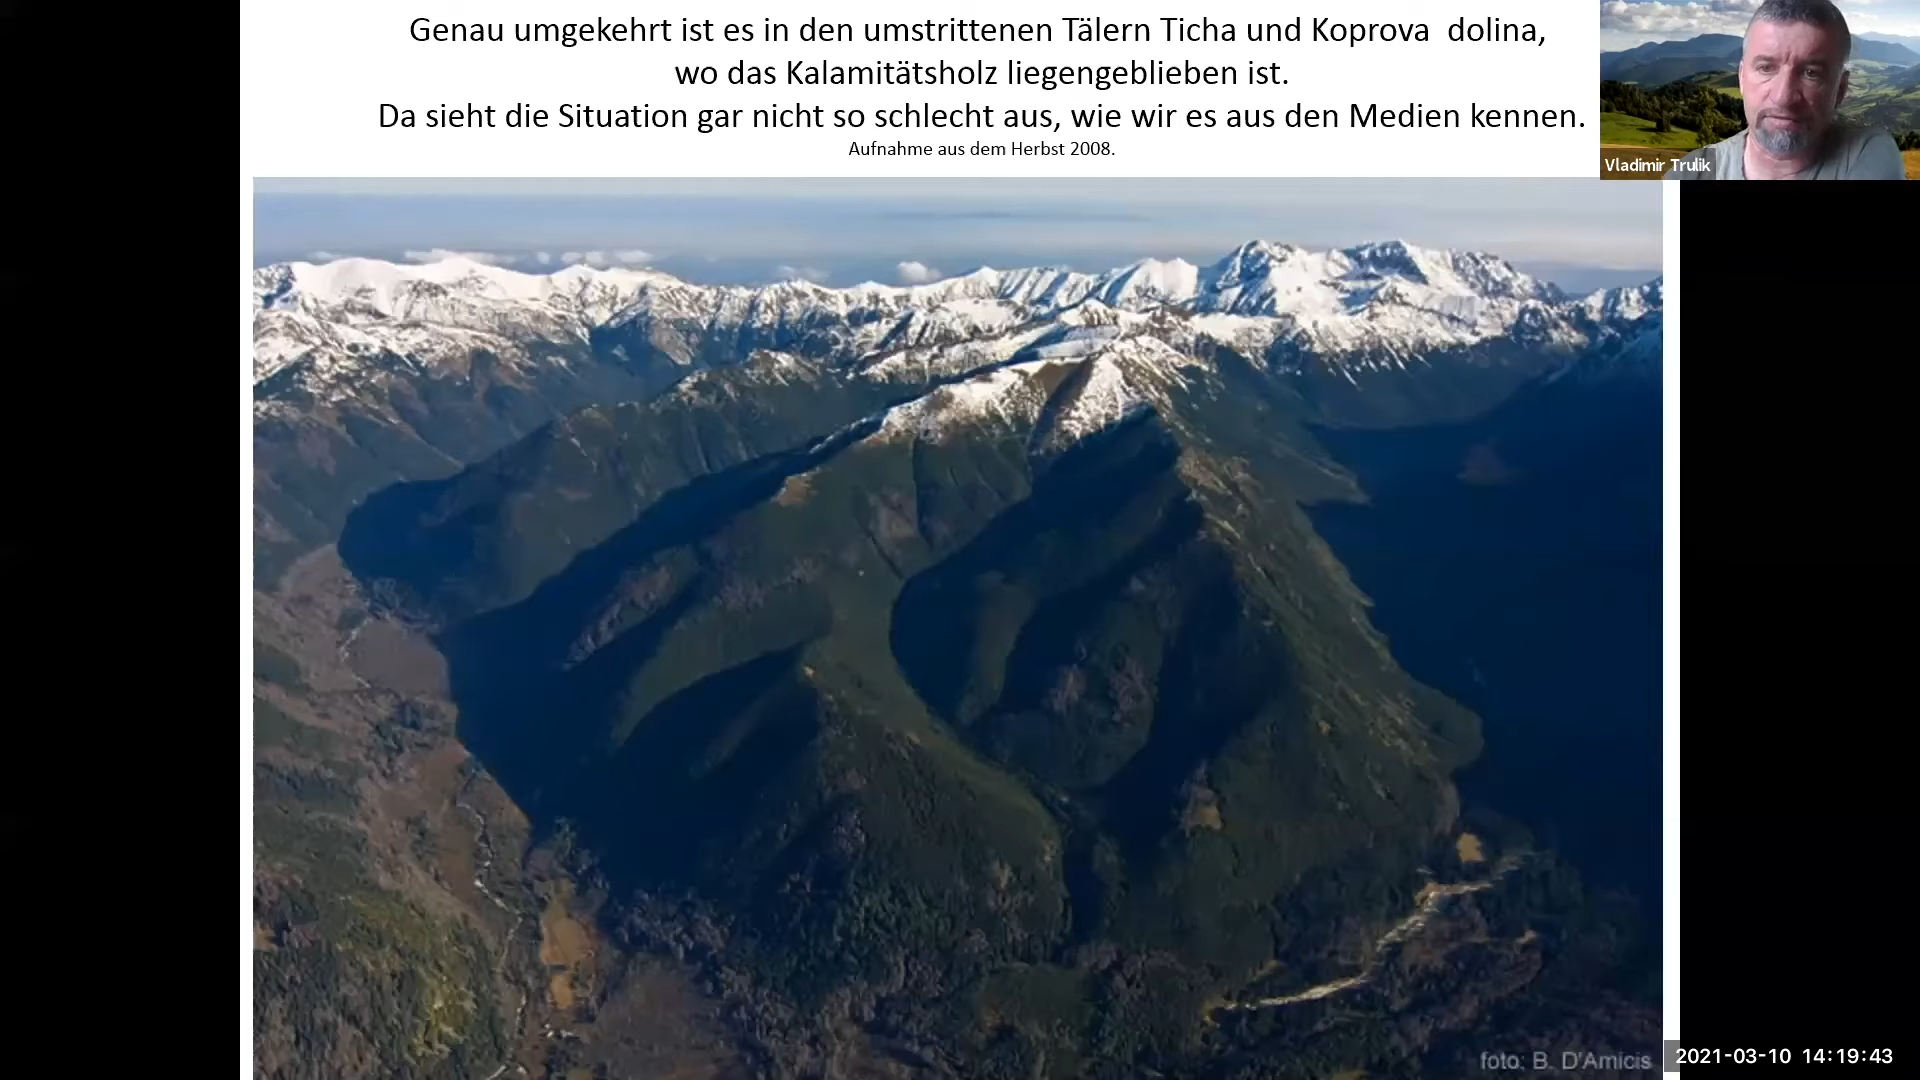 Genau umgekehrt ist es in den umstrittenen Tälern Ticha und Koprova dolina,
wo das Kalamitätsholz liegengeblieben ist.
Da sieht die Situation gar nicht so schlecht aus, wie wir es aus den Medien kennen.
Aufnahme aus dem Herbst 2008.
Vladimir Trulik
foto: B. D'Amicis
2021-03-10 14:19:43